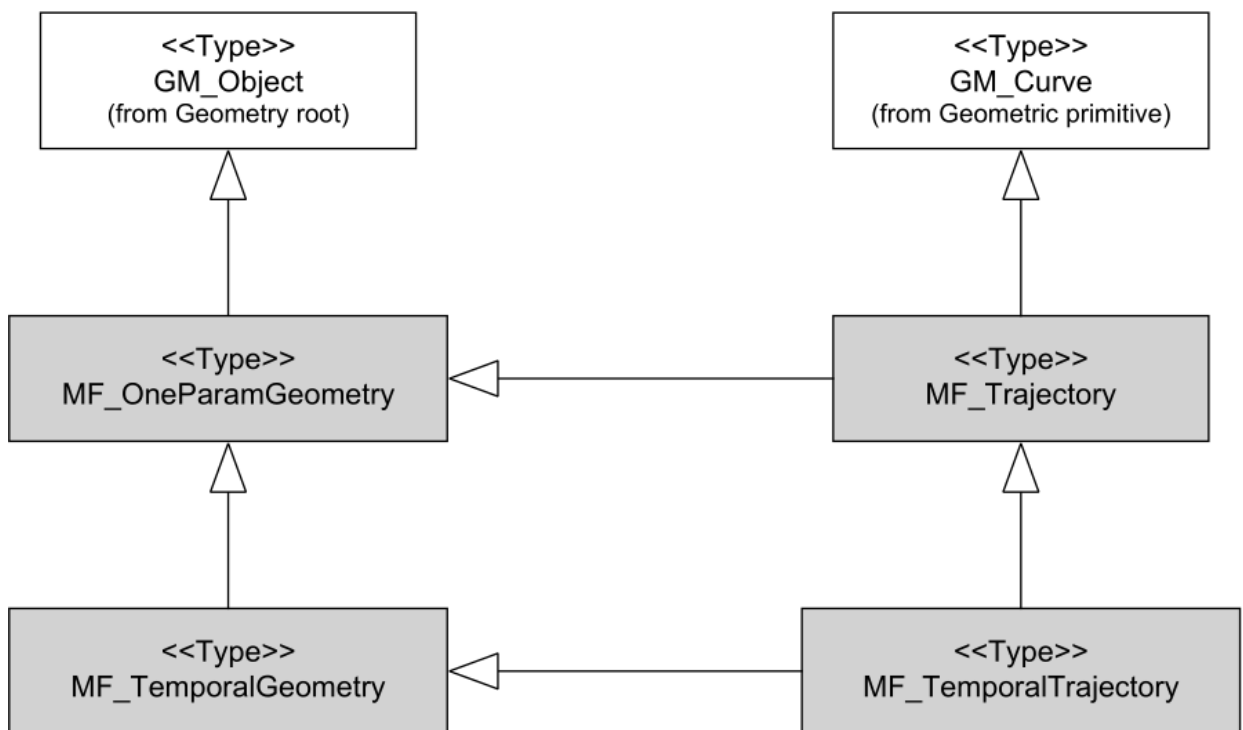 <<Type>>
GM_Object
(from Geometry root)
<<Type>>
GM_Curve
(from Geometric primitive)
<<Type>>
MF_OneParamGeometry
<<Type>>
MF_Trajectory
<<Type>>
MF_TemporalGeometry
<<Type>>
MF_TemporalTrajectory